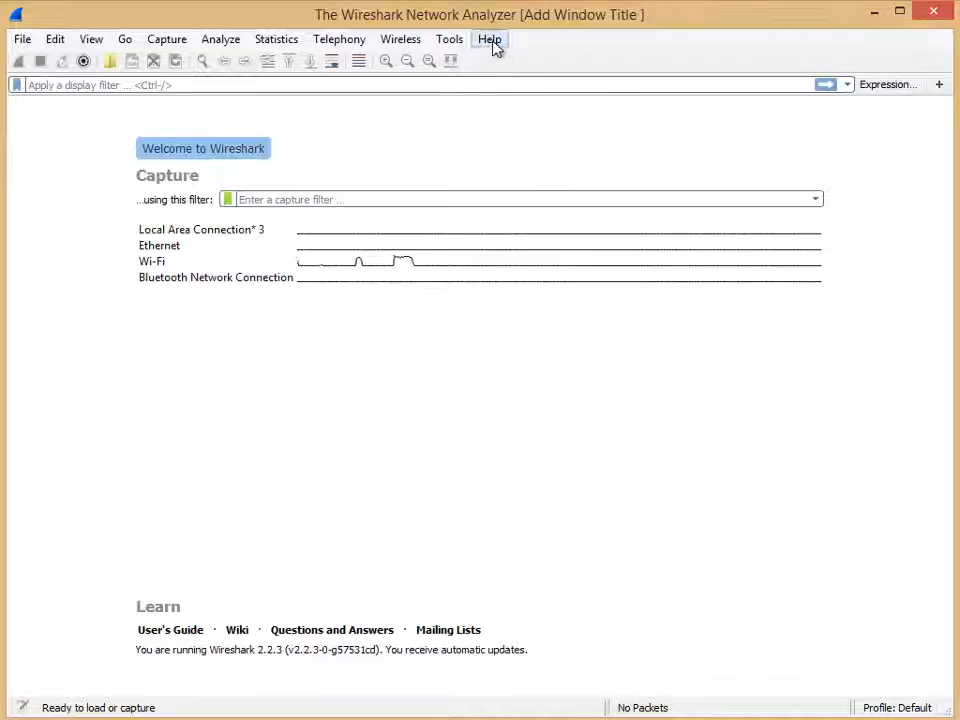 The Wireshark Network Analyzer [Add Window Title ]
File Edit View Go Capture Analyze Statistics Telephony Wireless Tools Help
Apply a display filter ... <Ctrl-/> Expression... +
Welcome to Wireshark
Capture
...using this filter: Enter a capture filter ...
Local Area Connection* 3
Ethernet
Wi-Fi
Bluetooth Network Connection
Learn
User's Guide · Wiki · Questions and Answers · Mailing Lists
You are running Wireshark 2.2.3 (v2.2.3-0-g57531cd). You receive automatic updates.
Ready to load or capture No Packets Profile: Default